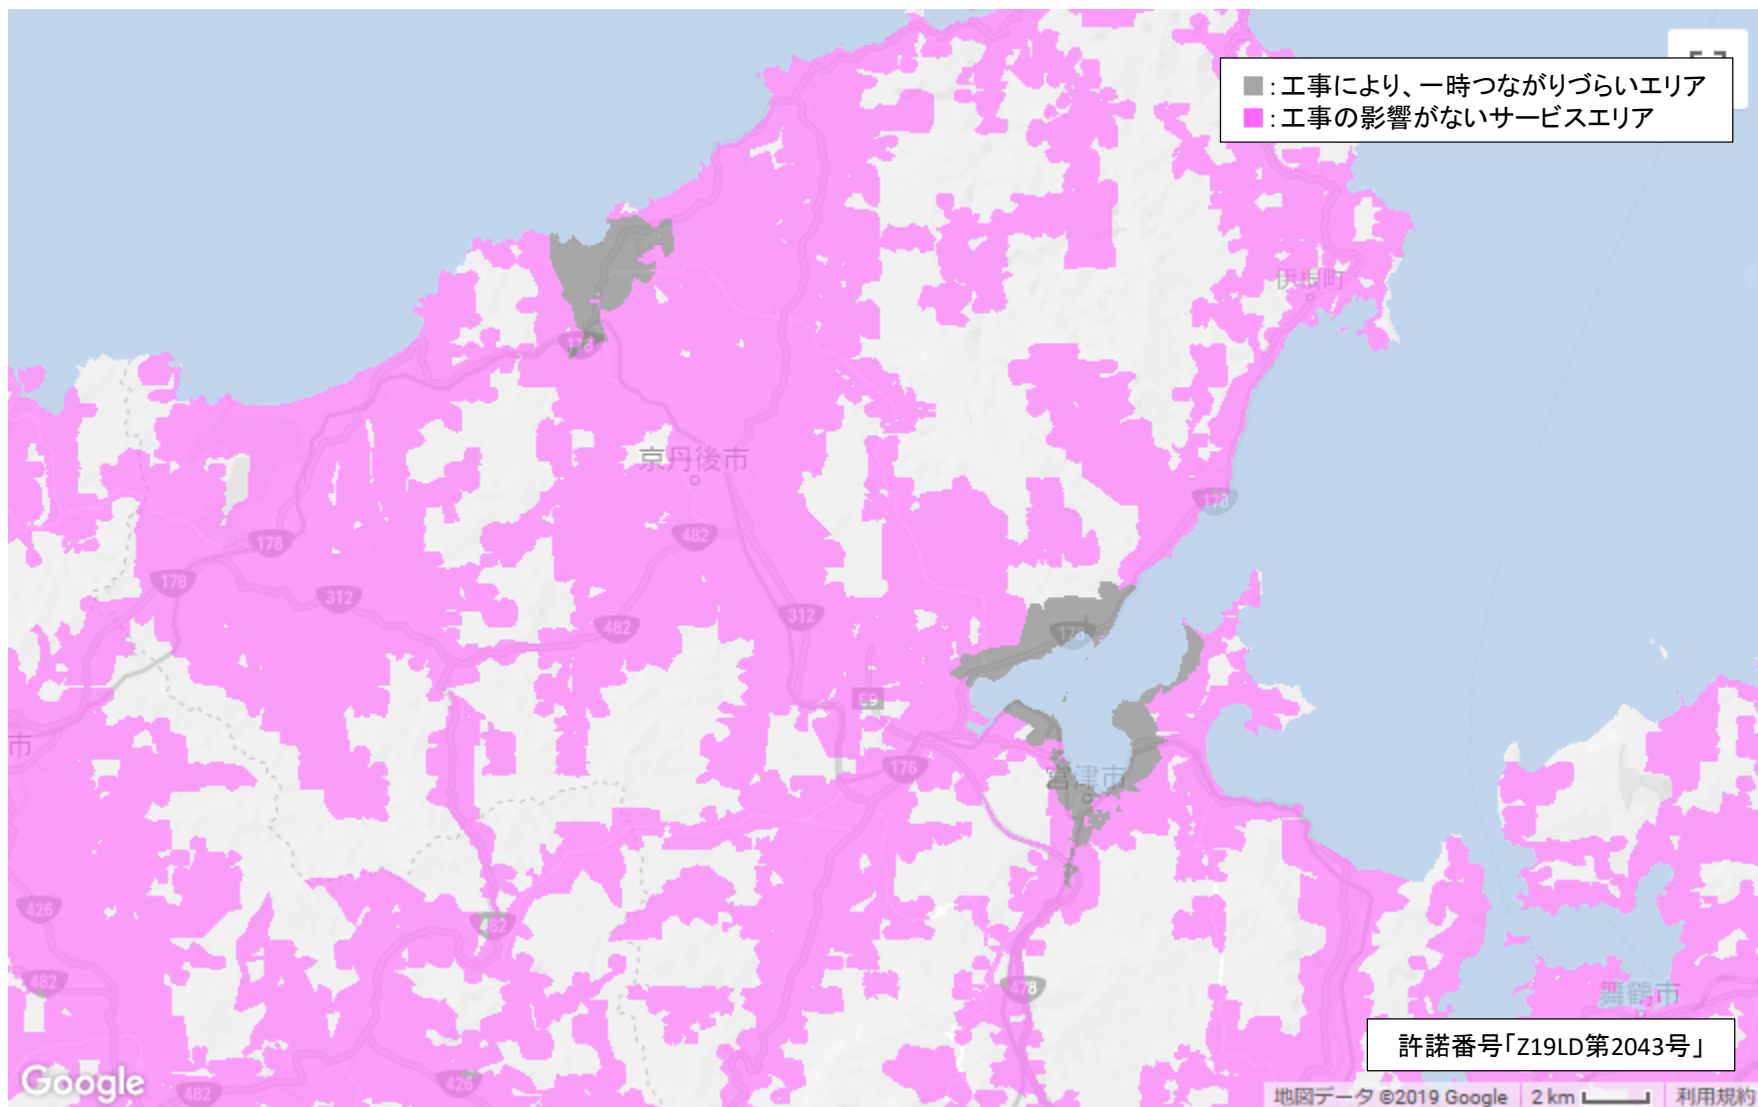 ■：工事により、一時つながりづらいエリア
■：工事の影響がないサービスエリア
伊根町
178
京丹後市
178
482
178
178
312
482
312
178
E9
市
176
宮津市
426
482
482
478
舞鶴市
許諾番号｢Z19LD第2043号｣
Google
482
426
地図データ ©2019 Google
2 km
利用規約